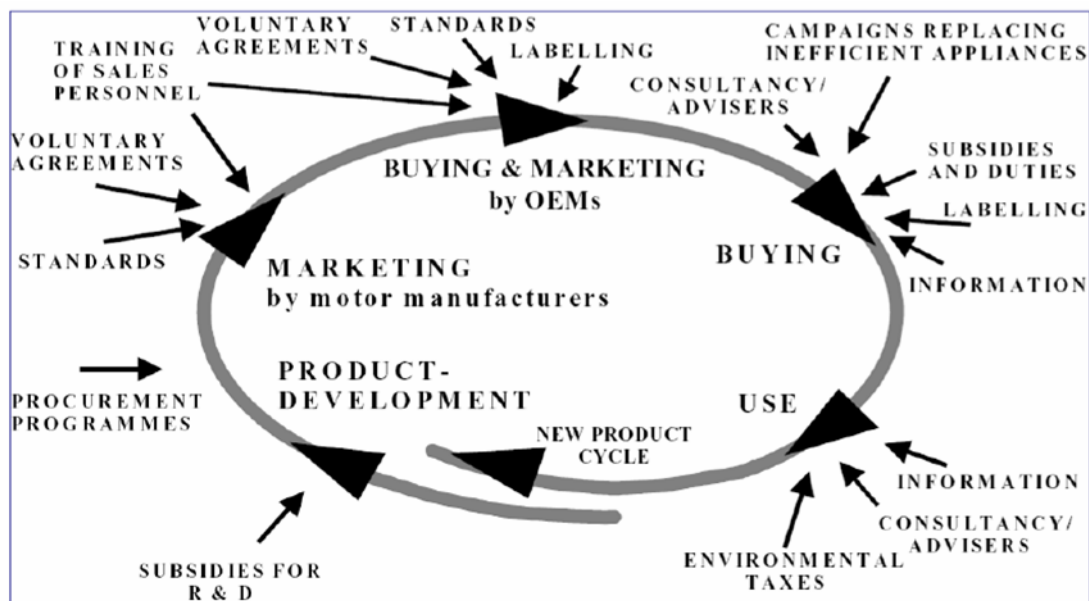 VOLUNTARY
AGREEMENTS
STANDARDS
LABELLING
CAMPAIGNS REPLACING
INEFFICIENT APPLIANCES
TRAINING
OF SALES
PERSONNEL
CONSULTANCY/
ADVISERS
VOLUNTARY
AGREEMENTS
SUBSIDIES
AND DUTIES
BUYING & MARKETING
by OEMs
LABELLING
STANDARDS
BUYING
INFORMATION
MARKETING
by motor manufacturers
PRODUCT-
DEVELOPMENT
PROCUREMENT
PROGRAMMES
USE
NEW PRODUCT
CYCLE
INFORMATION
CONSULTANCY/
ADVISERS
ENVIRONMENTAL
TAXES
SUBSIDIES FOR
R & D